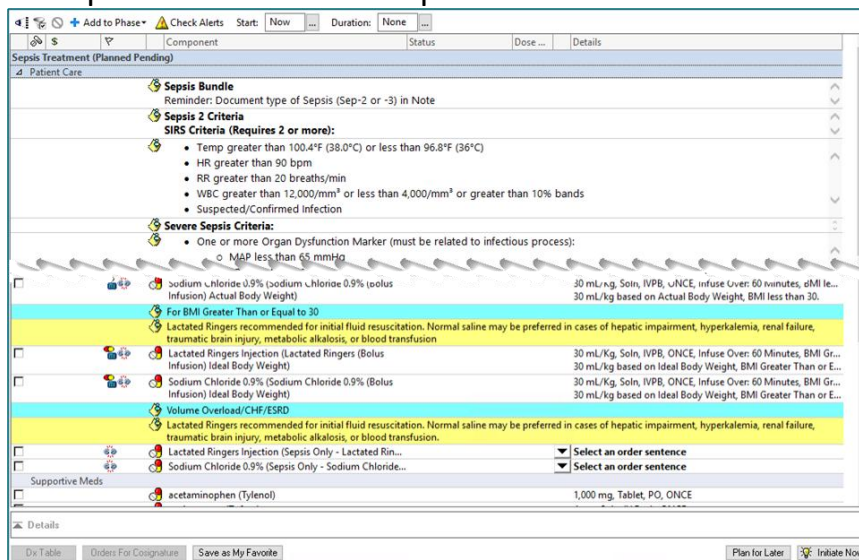 Add to Phase Check Alerts Start: Now ... Duration: None ...
$ Component Status Dose ... Details
Sepsis Treatment (Planned Pending)
Patient Care
Sepsis Bundle
Reminder: Document type of Sepsis (Sep-2 or -3) in Note
Sepsis 2 Criteria
SIRS Criteria (Requires 2 or more):
• Temp greater than 100.4°F (38.0°C) or less than 96.8°F (36°C)
• HR greater than 90 bpm
• RR greater than 20 breaths/min
• WBC greater than 12,000/mm³ or less than 4,000/mm³ or greater than 10% bands
• Suspected/Confirmed Infection
Severe Sepsis Criteria:
• One or more Organ Dysfunction Marker (must be related to infectious process):
o MAP less than 65 mmHg
Sodium Chloride 0.9% (Sodium Chloride 0.9% (Bolus 30 mL/Kg, Soln, IVPB, ONCE, Infuse Over: 60 Minutes, BMI le...
Infusion) Actual Body Weight) 30 mL/kg based on Actual Body Weight, BMI less than 30.
For BMI Greater Than or Equal to 30
Lactated Ringers recommended for initial fluid resuscitation. Normal saline may be preferred in cases of hepatic impairment, hyperkalemia, renal failure,
traumatic brain injury, metabolic alkalosis, or blood transfusion
Lactated Ringers Injection (Lactated Ringers (Bolus 30 mL/Kg, Soln, IVPB, ONCE, Infuse Over: 60 Minutes, BMI Gr...
Infusion) Ideal Body Weight) 30 mL/kg based on Ideal Body Weight, BMI Greater Than or E...
Sodium Chloride 0.9% (Sodium Chloride 0.9% (Bolus 30 mL/Kg, Soln, IVPB, ONCE, Infuse Over: 60 Minutes, BMI Gr...
Infusion) Ideal Body Weight) 30 mL/kg based on Ideal Body Weight, BMI Greater Than or E...
Volume Overload/CHF/ESRD
Lactated Ringers recommended for initial fluid resuscitation. Normal saline may be preferred in cases of hepatic impairment, hyperkalemia, renal failure,
traumatic brain injury, metabolic alkalosis, or blood transfusion.
Lactated Ringers Injection (Sepsis Only - Lactated Rin... Select an order sentence
Sodium Chloride 0.9% (Sepsis Only - Sodium Chloride... Select an order sentence
Supportive Meds
acetaminophen (Tylenol) 1,000 mg, Tablet, PO, ONCE
Details
Dx Table Orders For Cosignature Save as My Favorite Plan for Later Initiate Now